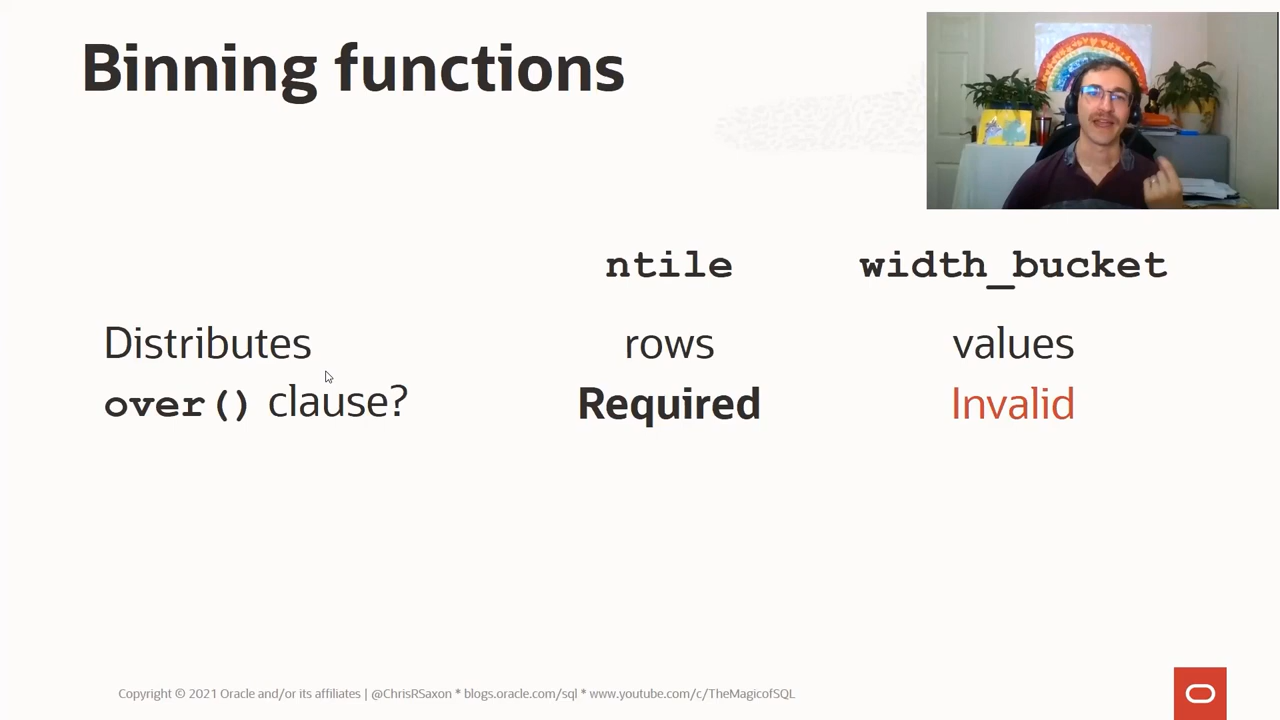 Binning functions
ntile width_bucket
Distributes rows values
over() clause? Required Invalid
Copyright © 2021 Oracle and/or its affiliates | @ChrisRSaxon * blogs.oracle.com/sql * www.youtube.com/c/TheMagicofSQL